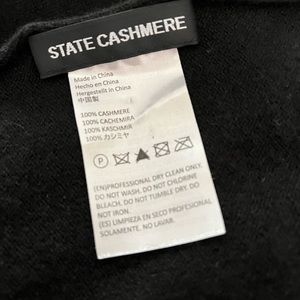 STATE CASHMERE
Made in China
Hecho en China
Hergestellt in China
中国製
100% CASHMERE
100% CACHEMIRA
100% KASCHMIR
100% カシミヤ
P
(EN)PROFESSIONAL DRY CLEAN ONLY.
DO NOT WASH. DO NOT CHLORINE
BLEACH. DO NOT TUMBLE DRY. DO
NOT IRON.
(ES) LIMPIEZA EN SECO PROFESIONAL
SOLAMENTE. NO LAVAR.